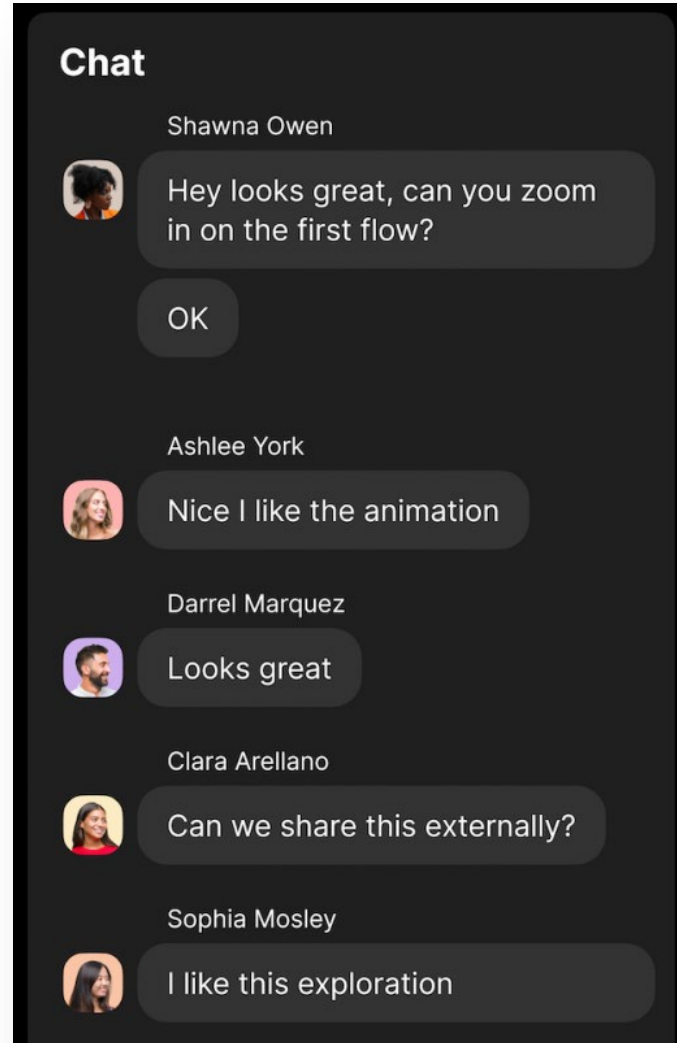 Chat
Shawna Owen
Hey looks great, can you zoom
in on the first flow?
OK
Ashlee York
Nice I like the animation
Darrel Marquez
Looks great
Clara Arellano
Can we share this externally?
Sophia Mosley
I like this exploration